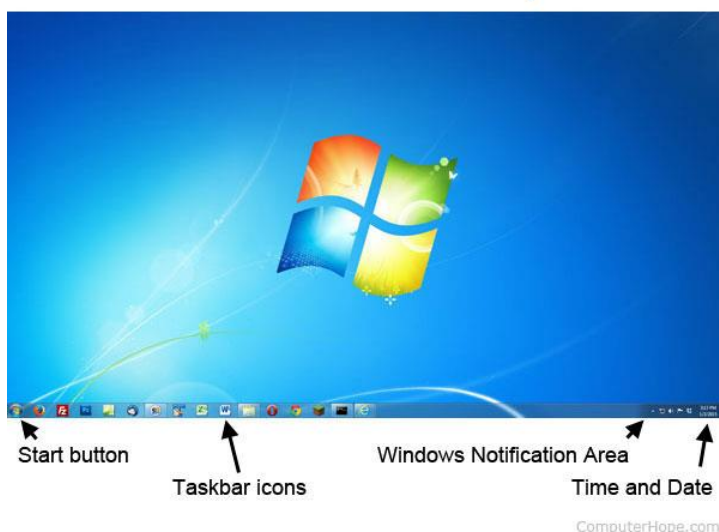 Start button
Windows Notification Area
Taskbar icons
Time and Date
ComputerHope.com